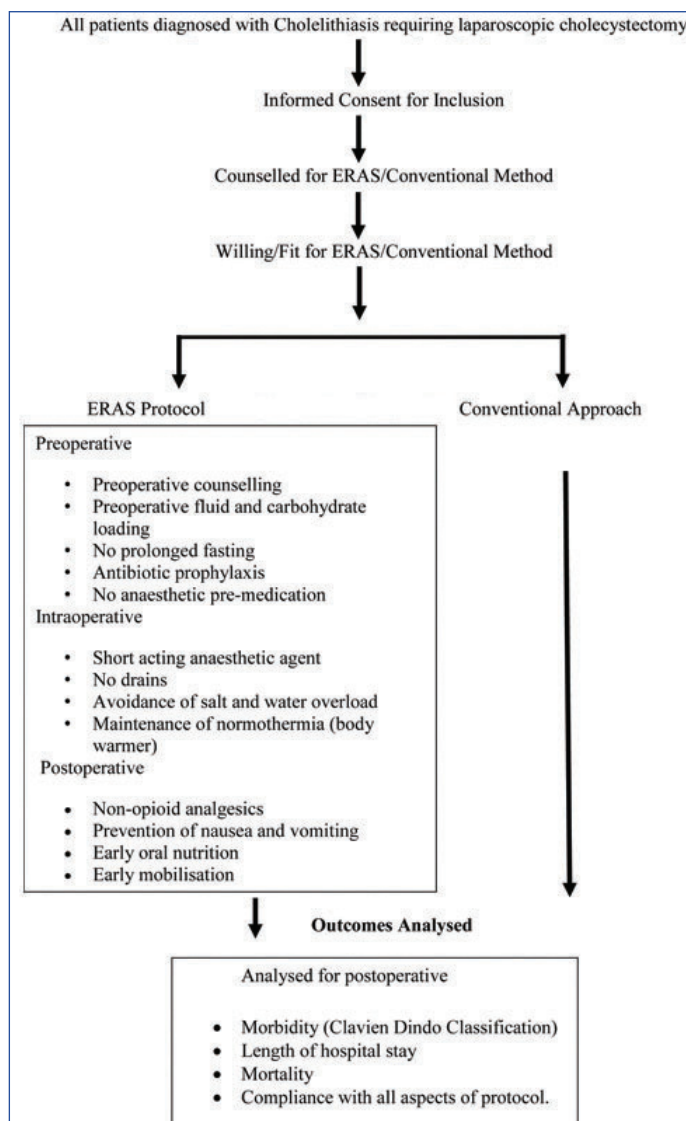 All patients diagnosed with Cholelithiasis requiring laparoscopic cholecystectomy
Informed Consent for Inclusion
Counselled for ERAS/Conventional Method
Willing/Fit for ERAS/Conventional Method
ERAS Protocol
Conventional Approach
Preoperative
• Preoperative counselling
• Preoperative fluid and carbohydrate
loading
• No prolonged fasting
• Antibiotic prophylaxis
• No anaesthetic pre-medication
Intraoperative
• Short acting anaesthetic agent
• No drains
• Avoidance of salt and water overload
• Maintenance of normothermia (body
warmer)
Postoperative
• Non-opioid analgesics
• Prevention of nausea and vomiting
• Early oral nutrition
• Early mobilisation
Outcomes Analysed
Analysed for postoperative
• Morbidity (Clavien Dindo Classification)
• Length of hospital stay
• Mortality
• Compliance with all aspects of protocol.